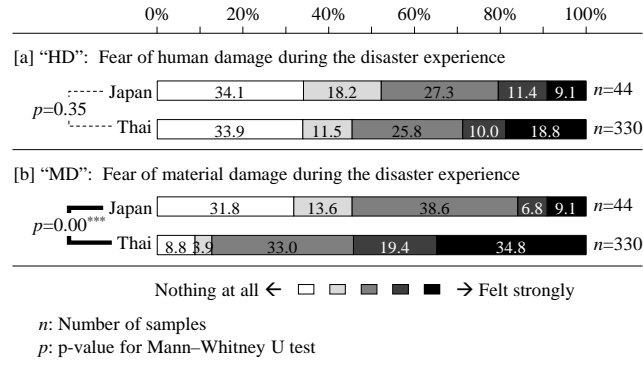 0% 20% 40% 60% 80% 100%
[a] “HD”: Fear of human damage during the disaster experience
Japan 34.1 18.2 27.3 11.4 9.1 n=44
p=0.35
Thai 33.9 11.5 25.8 10.0 18.8 n=330
[b] “MD”: Fear of material damage during the disaster experience
Japan 31.8 13.6 38.6 6.8 9.1 n=44
p=0.00***
Thai 8.8 3.9 33.0 19.4 34.8 n=330
Nothing at all ← → Felt strongly
n: Number of samples
p: p-value for Mann–Whitney U test